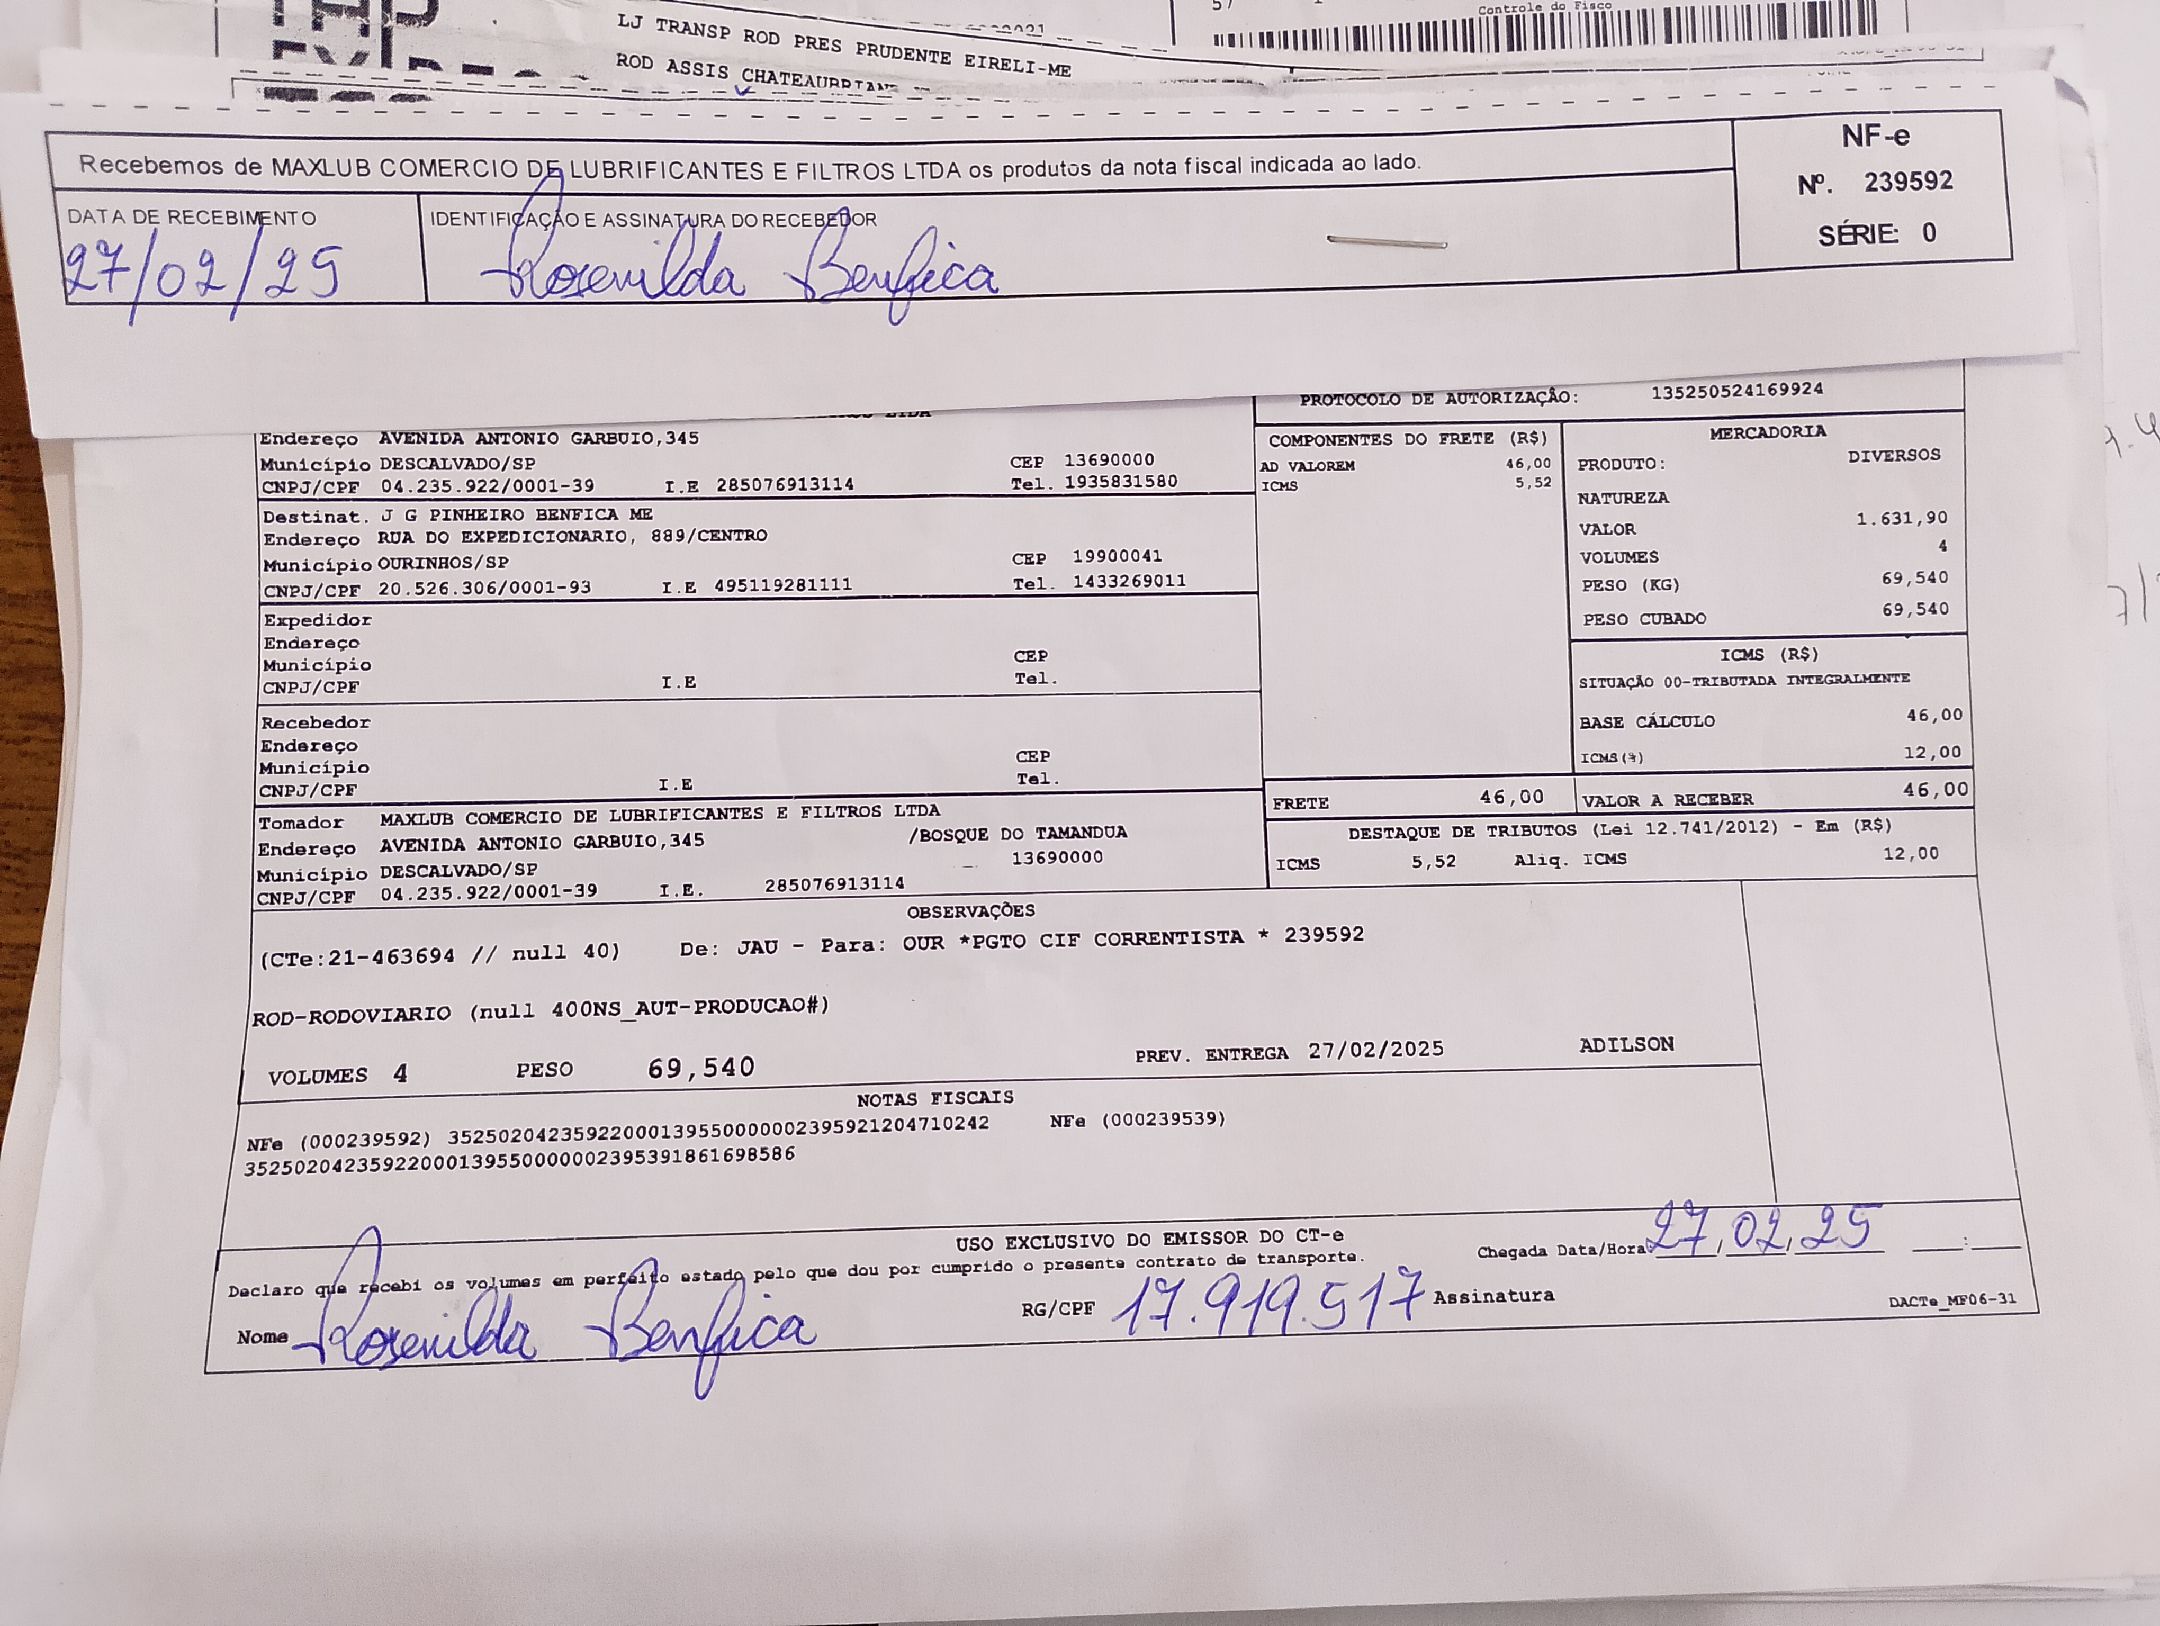 Controle do Fisco
LJ TRANSP ROD PRES PRUDENTE EIRELI-ME
ROD ASSIS CHATEAUBRIAN
Recebemos de MAXLUB COMERCIO DE LUBRIFICANTES E FILTROS LTDA os produtos da nota fiscal indicada ao lado.
NF-e
Nº. 239592
SÉRIE: 0
DATA DE RECEBIMENTO
27/02/25
IDENTIFICAÇÃO E ASSINATURA DO RECEBEDOR
Rosenilda Benfica
PROTOCOLO DE AUTORIZAÇÃO: 135250524169924
Endereço AVENIDA ANTONIO GARBUIO,345
Município DESCALVADO/SP CEP 13690000
CNPJ/CPF 04.235.922/0001-39 I.E 285076913114 Tel. 1935831580
Destinat. J G PINHEIRO BENFICA ME
Endereço RUA DO EXPEDICIONARIO, 889/CENTRO
Município OURINHOS/SP CEP 19900041
CNPJ/CPF 20.526.306/0001-93 I.E 495119281111 Tel. 1433269011
Expedidor
Endereço
Município CEP
CNPJ/CPF I.E Tel.
Recebedor
Endereço
Município CEP
CNPJ/CPF I.E Tel.
Tomador MAXLUB COMERCIO DE LUBRIFICANTES E FILTROS LTDA
Endereço AVENIDA ANTONIO GARBUIO,345 /BOSQUE DO TAMANDUA
Município DESCALVADO/SP 13690000
CNPJ/CPF 04.235.922/0001-39 I.E. 285076913114
COMPONENTES DO FRETE (R$)
AD VALOREM 46,00
ICMS 5,52
MERCADORIA
PRODUTO: DIVERSOS
NATUREZA
VALOR 1.631,90
VOLUMES 4
PESO (KG) 69,540
PESO CUBADO 69,540
ICMS (R$)
SITUAÇÃO 00-TRIBUTADA INTEGRALMENTE
BASE CÁLCULO 46,00
ICMS(%) 12,00
FRETE 46,00 VALOR A RECEBER 46,00
DESTAQUE DE TRIBUTOS (Lei 12.741/2012) - Em (R$)
ICMS 5,52 Aliq. ICMS 12,00
OBSERVAÇÕES
(CTe:21-463694 // null 40) De: JAU - Para: OUR *PGTO CIF CORRENTISTA * 239592
ROD-RODOVIARIO (null 400NS_AUT-PRODUCAO#)
VOLUMES 4 PESO 69,540 PREV. ENTREGA 27/02/2025 ADILSON
NOTAS FISCAIS
NFe (000239592) 35250204235922000139550000002395921204710242 NFe (000239539)
35250204235922000139550000002395391861698586
USO EXCLUSIVO DO EMISSOR DO CT-e
Declaro que recebi os volumes em perfeito estado pelo que dou por cumprido o presente contrato de transporte.
Chegada Data/Hora 27,02,25 :
Nome Rosenilda Benfica RG/CPF 17.919.517 Assinatura
DACTe_MF06-31